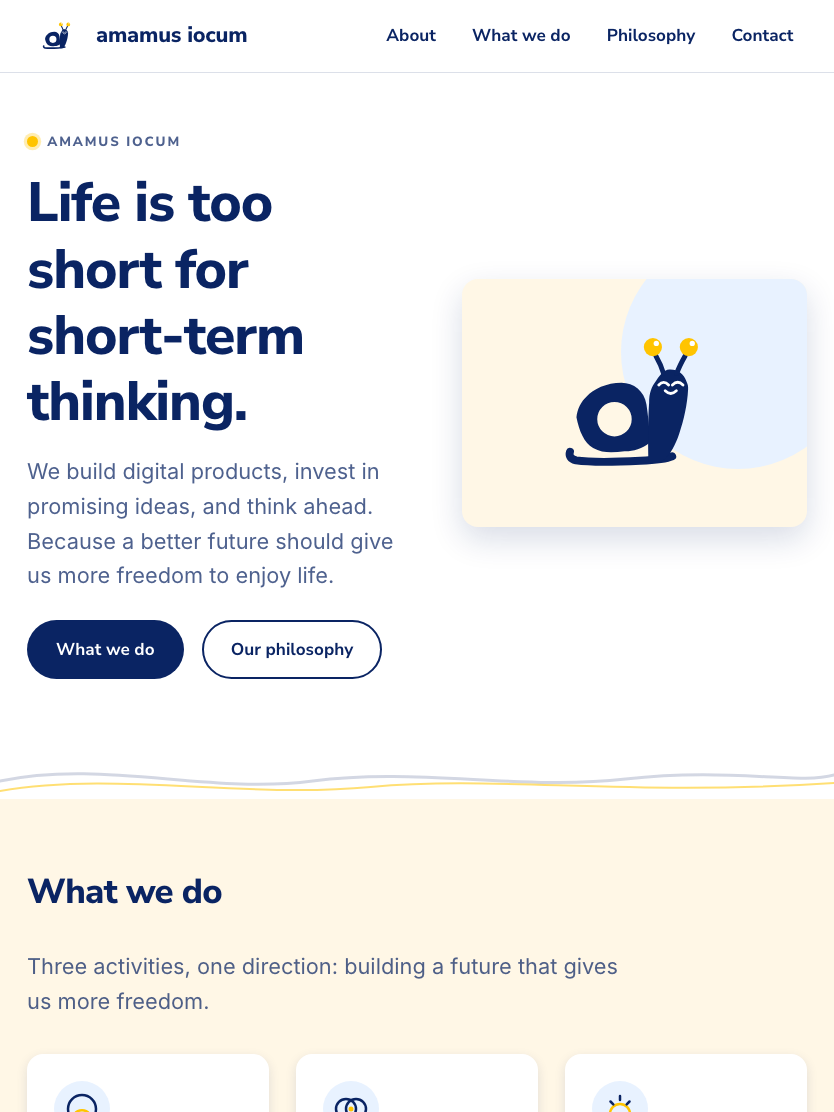 amamus iocum
About
What we do
Philosophy
Contact
AMAMUS IOCUM
Life is too
short for
short-term
thinking.
We build digital products, invest in
promising ideas, and think ahead.
Because a better future should give
us more freedom to enjoy life.
What we do
Our philosophy
What we do
Three activities, one direction: building a future that gives
us more freedom.